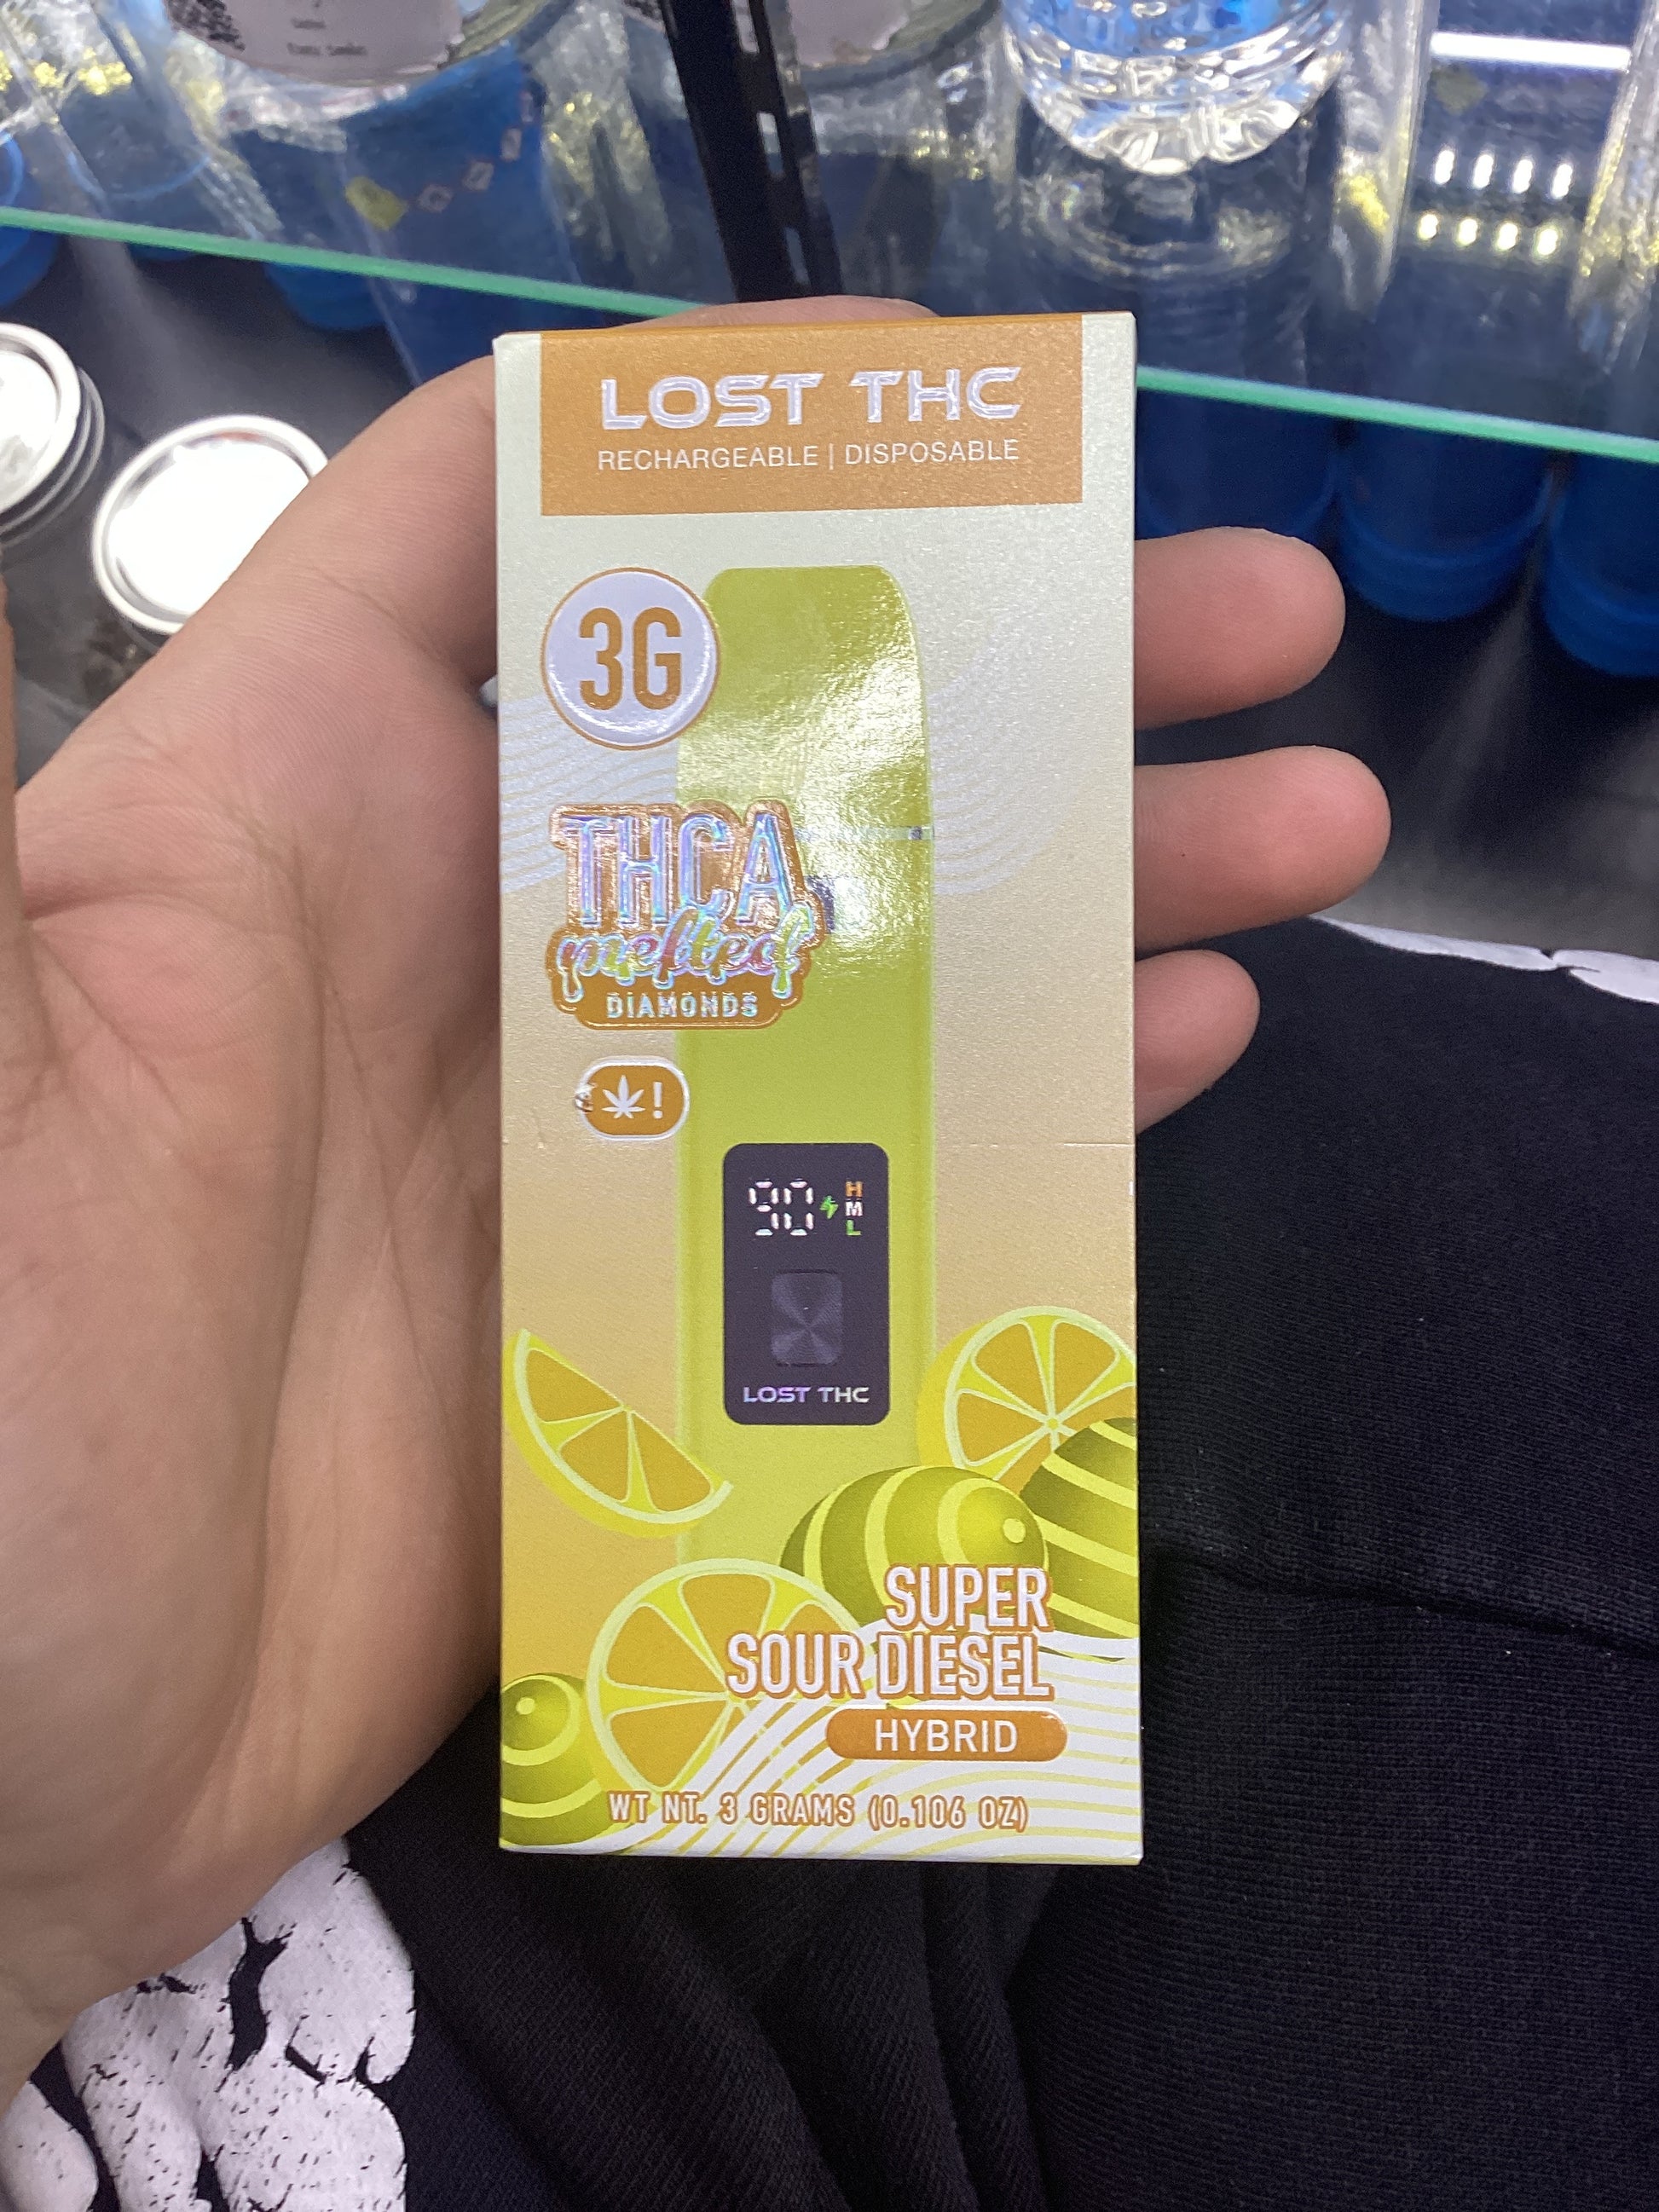 LOST THC
RECHARGEABLE | DISPOSABLE
3G
THCA
melted
DIAMONDS
!
90 H
M
L
LOST THC
SUPER
SOUR DIESEL
HYBRID
WT NT. 3 GRAMS (0.106 OZ)